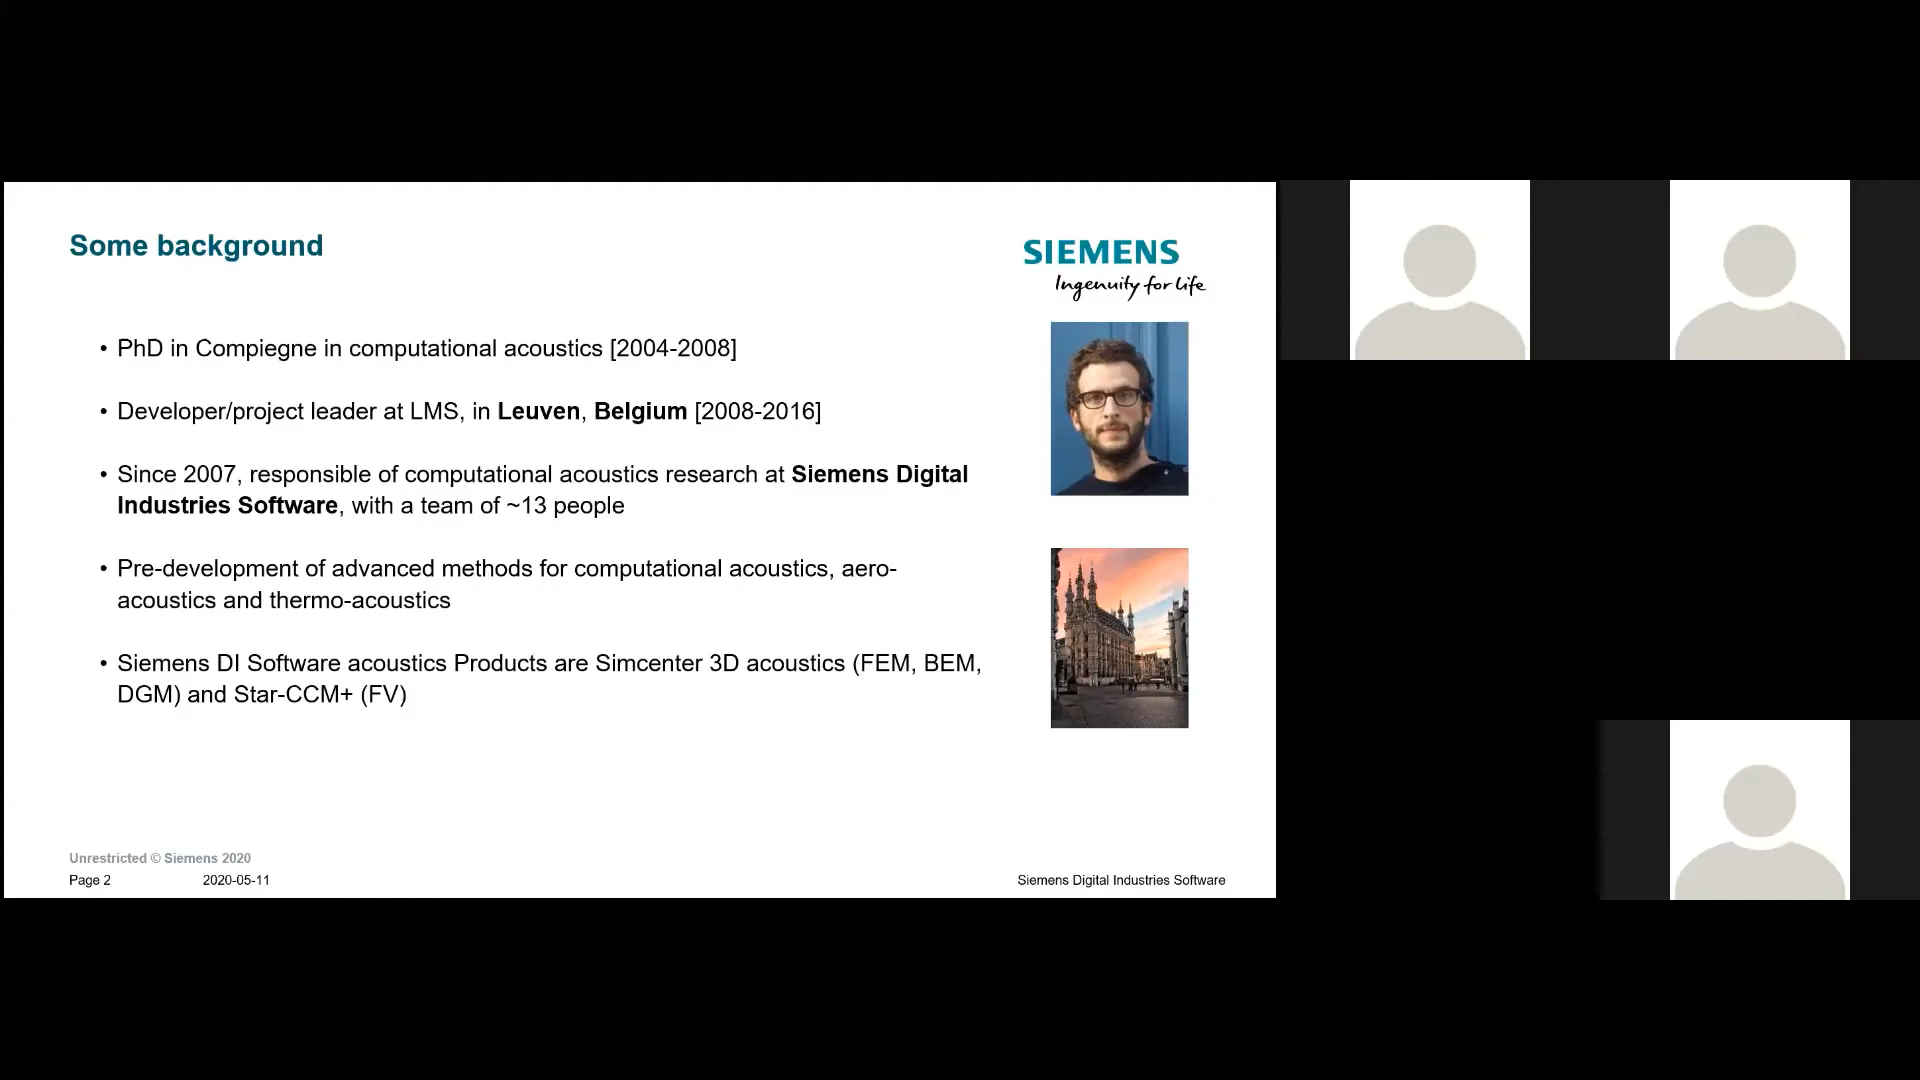 Some background
SIEMENS
Ingenuity for life
• PhD in Compiegne in computational acoustics [2004-2008]
• Developer/project leader at LMS, in Leuven, Belgium [2008-2016]
• Since 2007, responsible of computational acoustics research at Siemens Digital
Industries Software, with a team of ~13 people
• Pre-development of advanced methods for computational acoustics, aero-
acoustics and thermo-acoustics
• Siemens DI Software acoustics Products are Simcenter 3D acoustics (FEM, BEM,
DGM) and Star-CCM+ (FV)
Unrestricted © Siemens 2020
Page 2 2020-05-11 Siemens Digital Industries Software